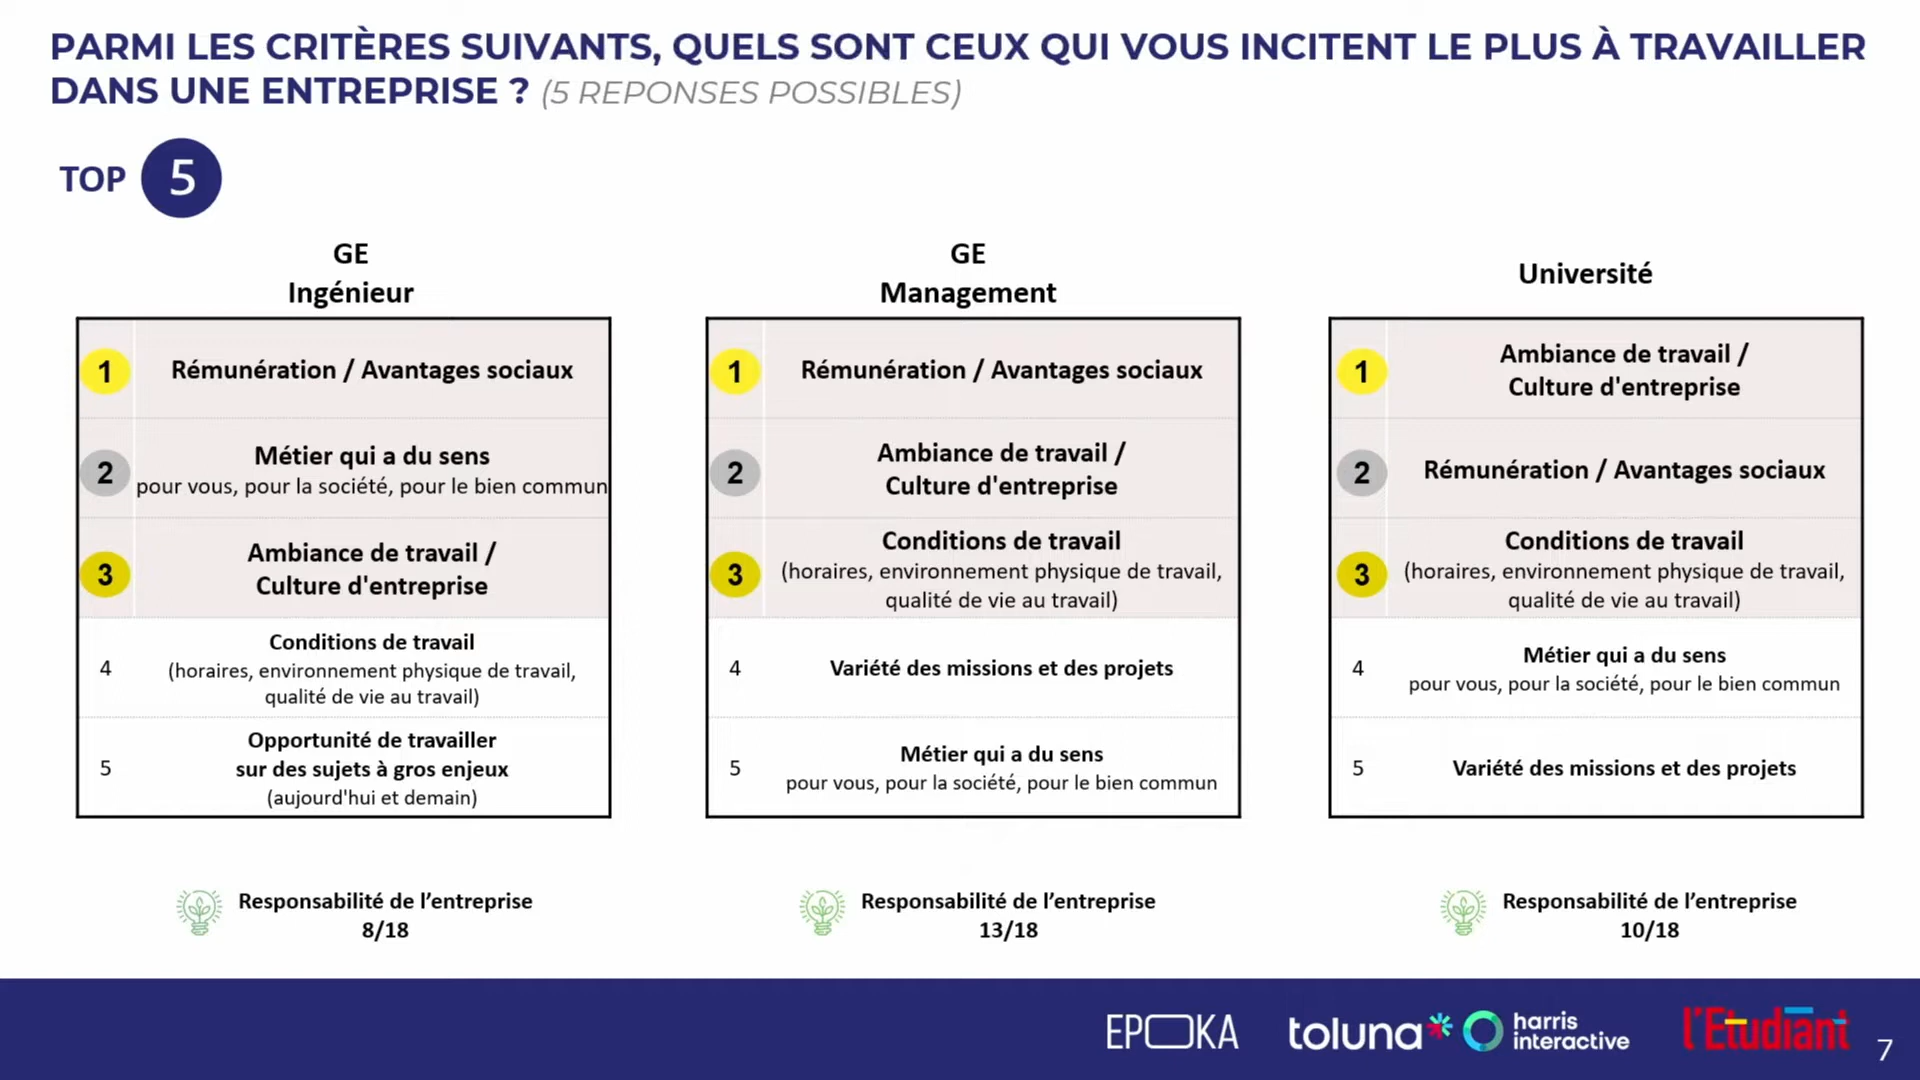 PARMI LES CRITÈRES SUIVANTS, QUELS SONT CEUX QUI VOUS INCITENT LE PLUS À TRAVAILLER
DANS UNE ENTREPRISE ? (5 REPONSES POSSIBLES)
TOP 5
GE
Ingénieur
1 Rémunération / Avantages sociaux
2 Métier qui a du sens
pour vous, pour la société, pour le bien commun
3 Ambiance de travail /
Culture d'entreprise
4 Conditions de travail
(horaires, environnement physique de travail,
qualité de vie au travail)
5 Opportunité de travailler
sur des sujets à gros enjeux
(aujourd'hui et demain)
Responsabilité de l’entreprise
8/18
GE
Management
1 Rémunération / Avantages sociaux
2 Ambiance de travail /
Culture d'entreprise
3 Conditions de travail
(horaires, environnement physique de travail,
qualité de vie au travail)
4 Variété des missions et des projets
5 Métier qui a du sens
pour vous, pour la société, pour le bien commun
Responsabilité de l’entreprise
13/18
Université
1 Ambiance de travail /
Culture d'entreprise
2 Rémunération / Avantages sociaux
3 Conditions de travail
(horaires, environnement physique de travail,
qualité de vie au travail)
4 Métier qui a du sens
pour vous, pour la société, pour le bien commun
5 Variété des missions et des projets
Responsabilité de l’entreprise
10/18
EPOKA
toluna
harris
interactive
l'Etudiant
7